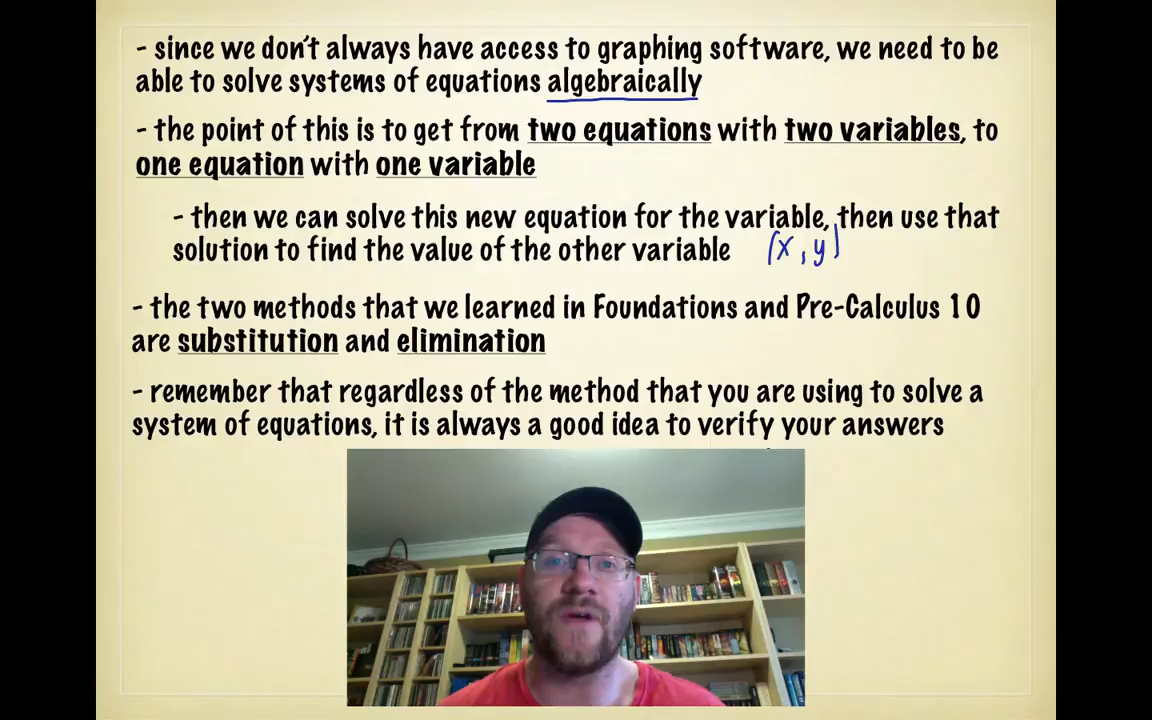 - since we don't always have access to graphing software, we need to be
able to solve systems of equations algebraically
- the point of this is to get from two equations with two variables, to
one equation with one variable
- then we can solve this new equation for the variable, then use that
solution to find the value of the other variable (x, y)
- the two methods that we learned in Foundations and Pre-Calculus 10
are substitution and elimination
- remember that regardless of the method that you are using to solve a
system of equations, it is always a good idea to verify your answers